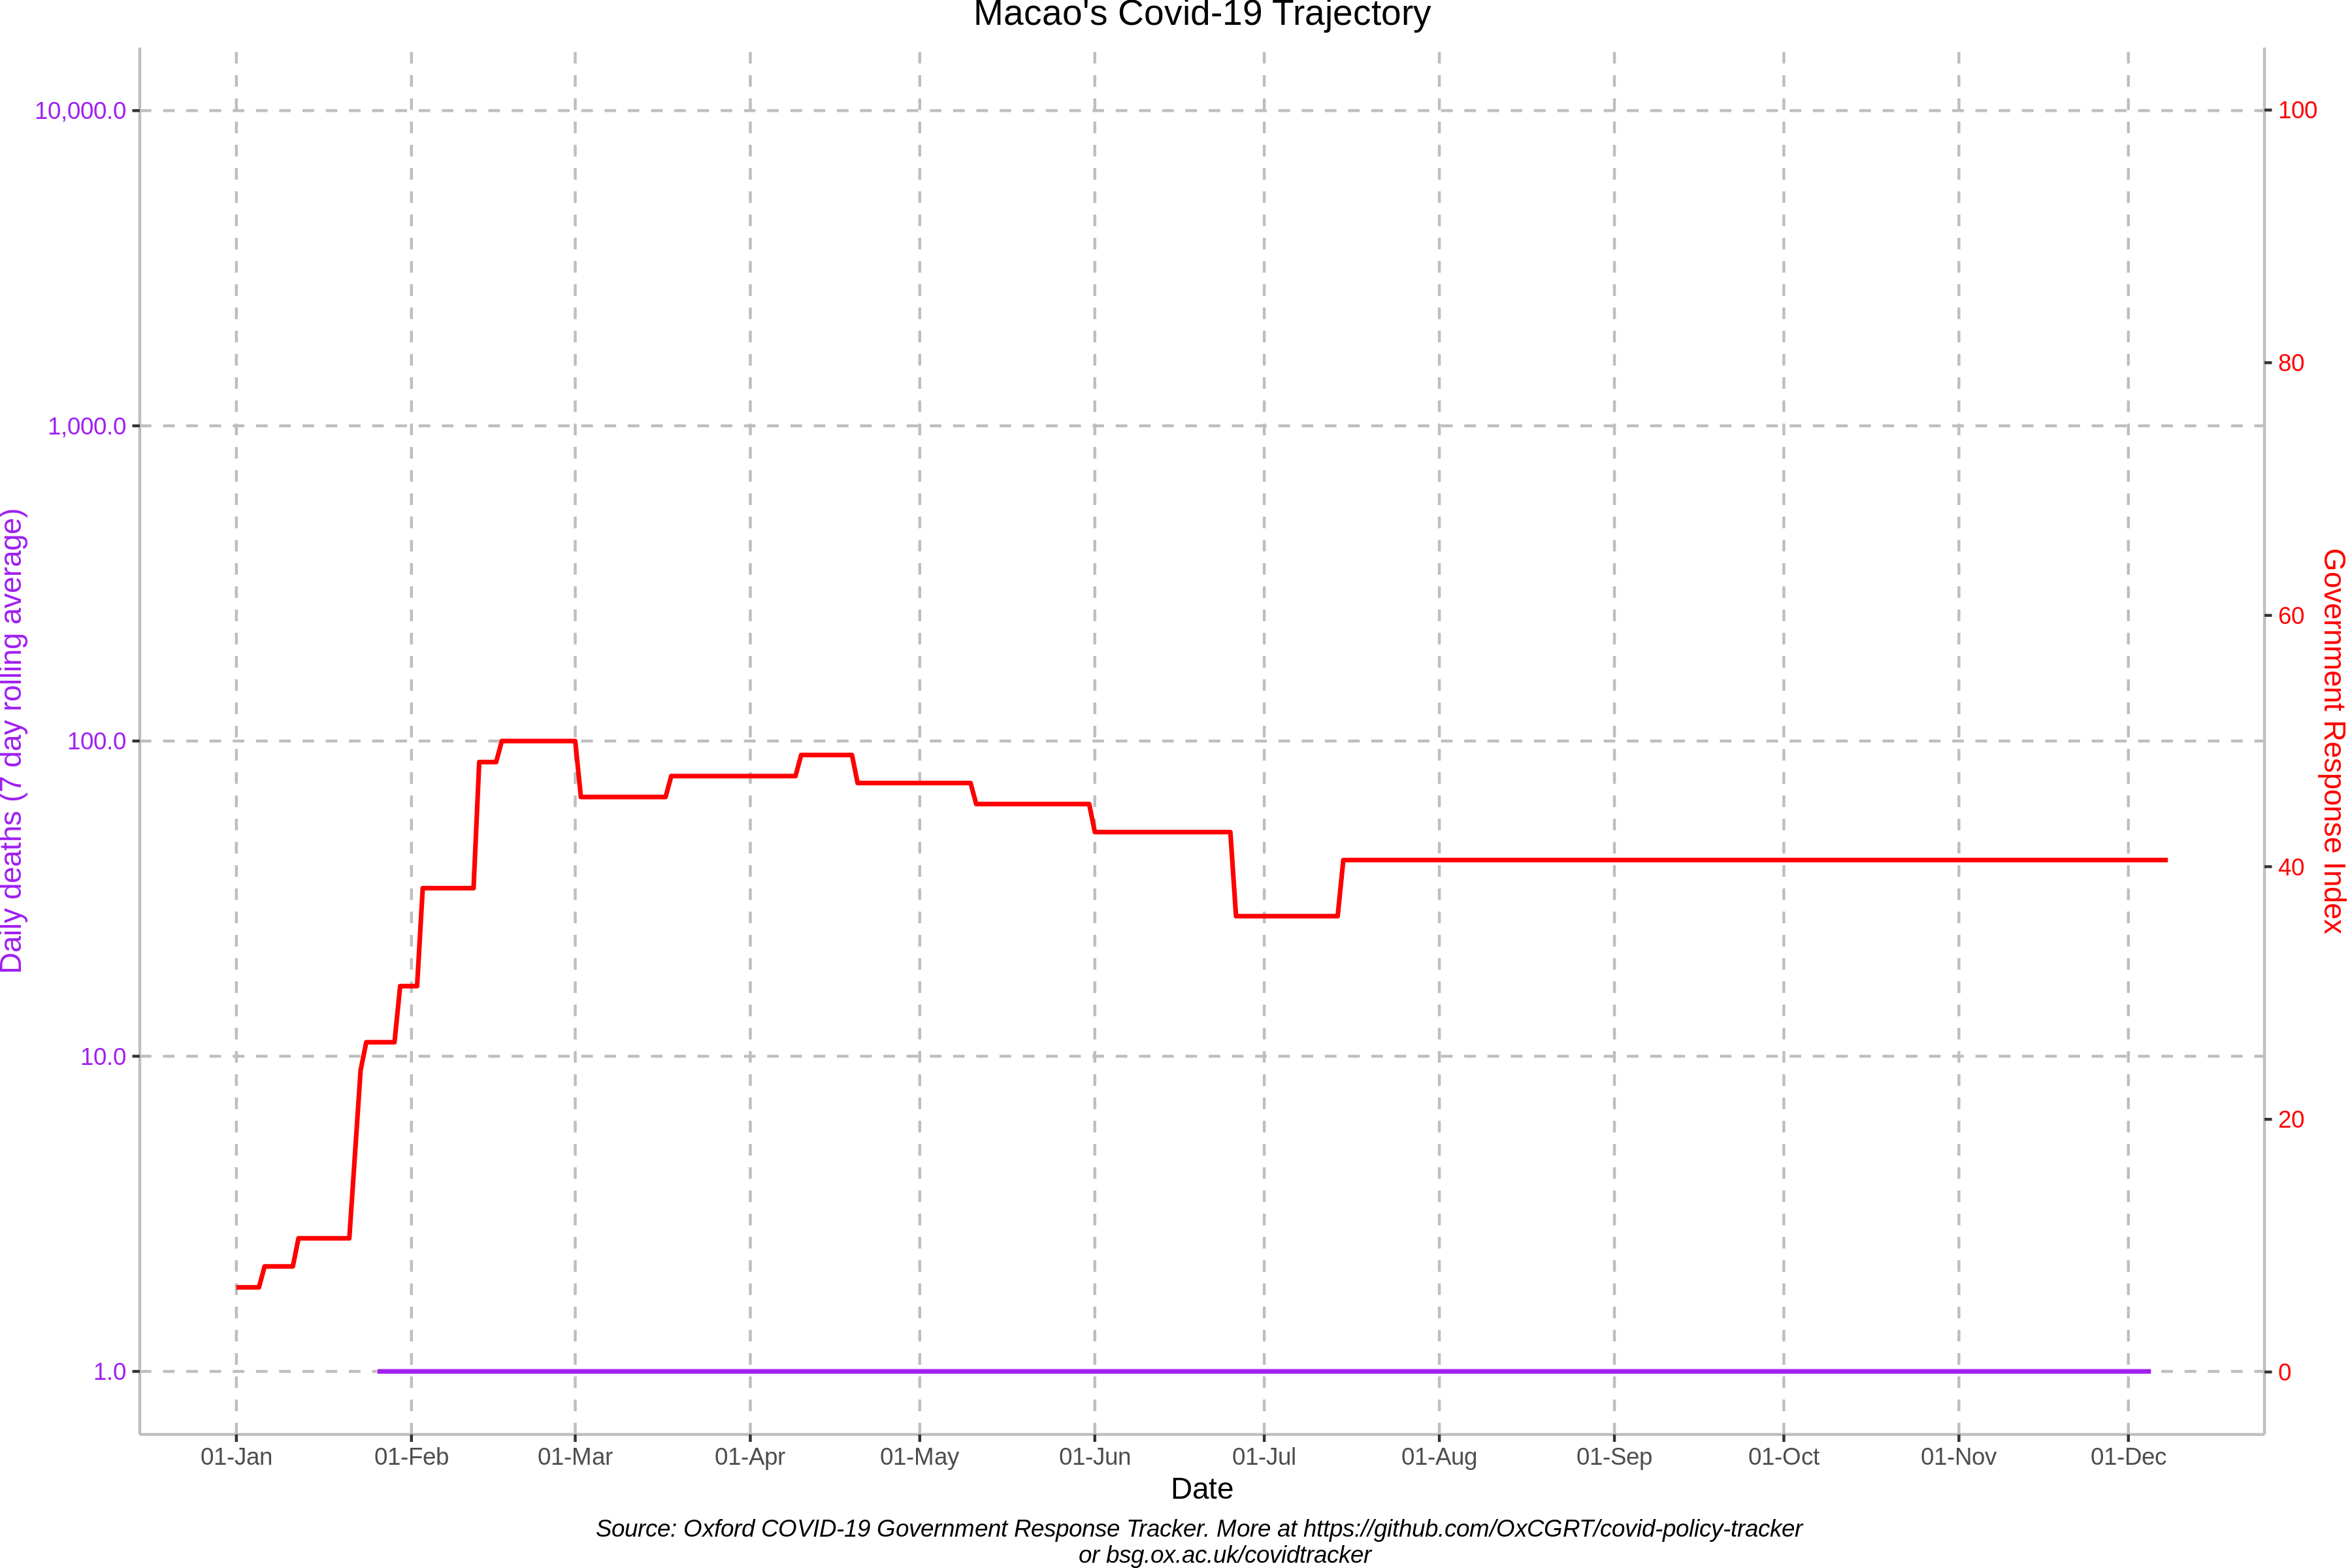 Macao's Covid-19 Trajectory
Daily deaths (7 day rolling average)
10,000.0
1,000.0
100.0
10.0
1.0
100
80
60
40
20
0
Government Response Index
01-Jan 01-Feb 01-Mar 01-Apr 01-May 01-Jun 01-Jul 01-Aug 01-Sep 01-Oct 01-Nov 01-Dec
Date
Source: Oxford COVID-19 Government Response Tracker. More at https://github.com/OxCGRT/covid-policy-tracker
or bsg.ox.ac.uk/covidtracker